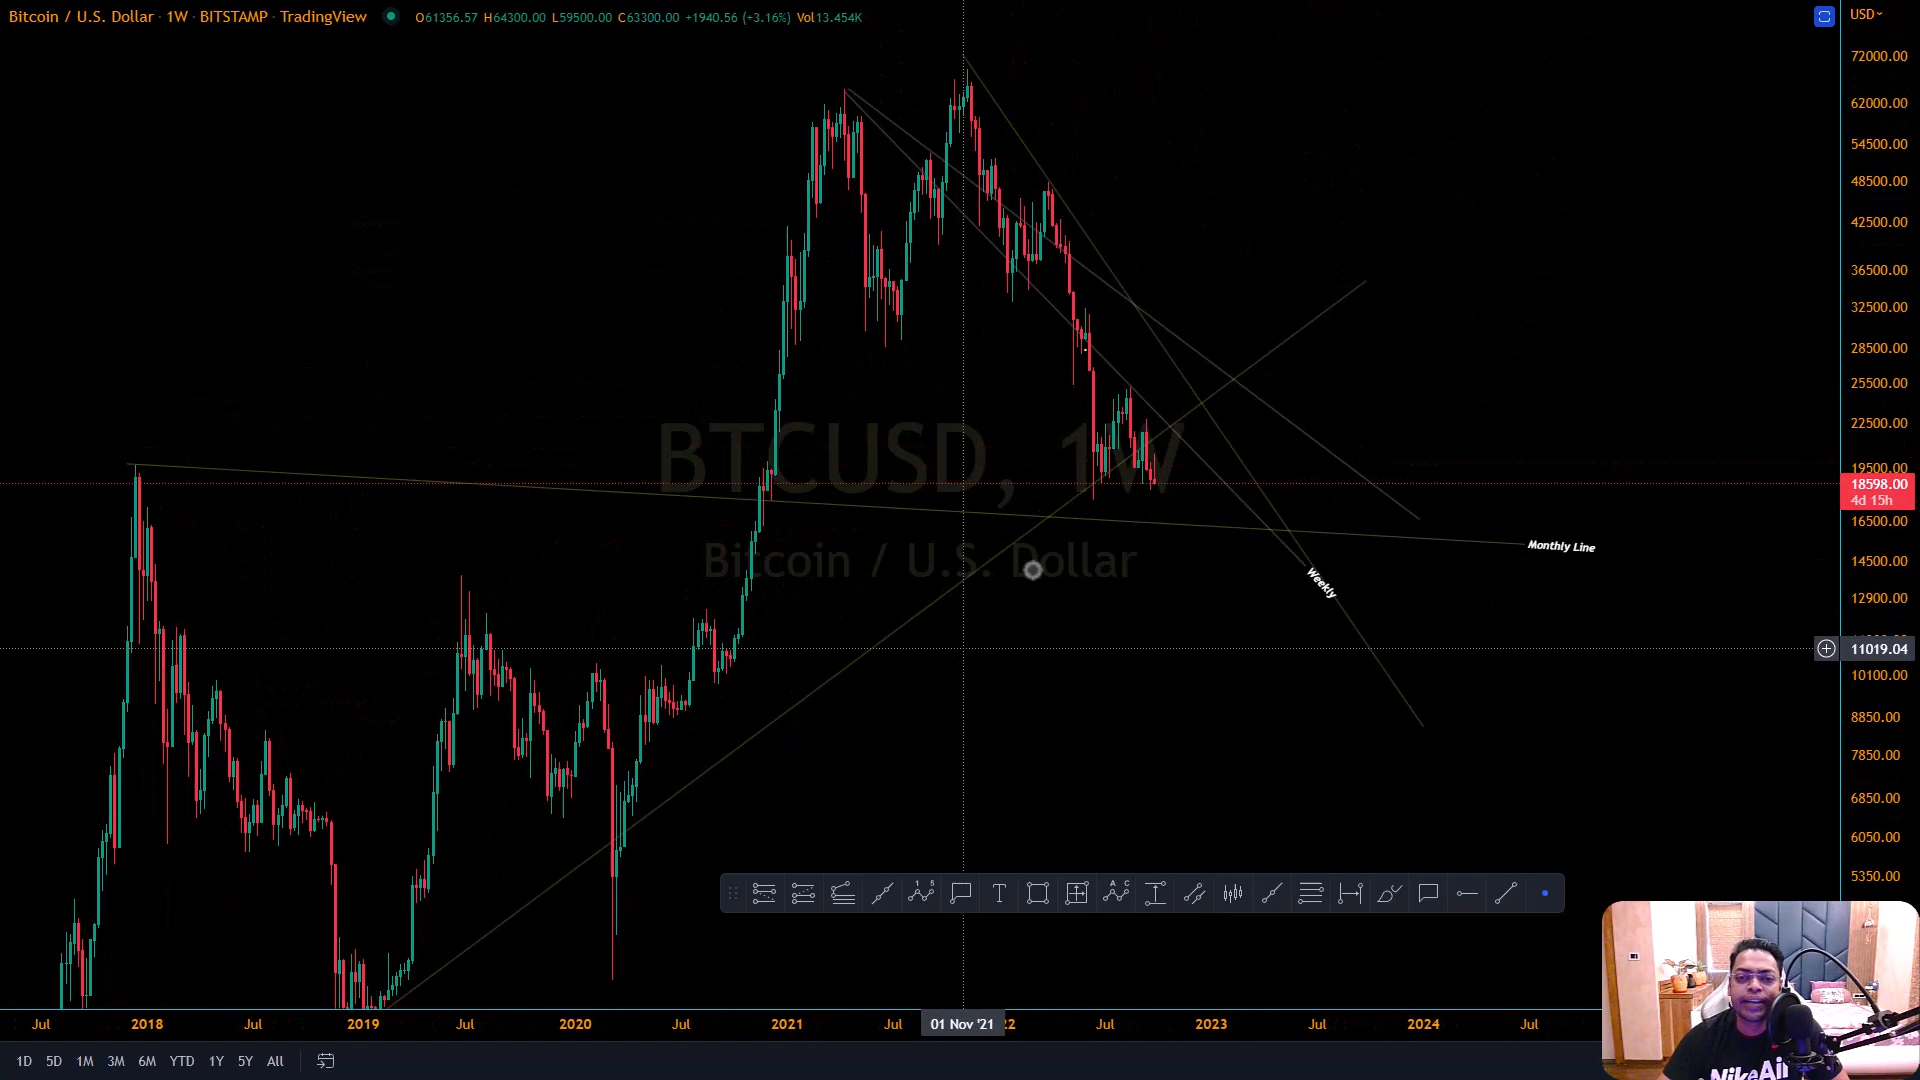 Bitcoin / U.S. Dollar · 1W · BITSTAMP · TradingView O61356.57 H64300.00 L59500.00 C63300.00 +1940.56 (+3.16%) Vol13.454K
USD
72000.00
62000.00
54500.00
48500.00
42500.00
36500.00
32500.00
28500.00
25500.00
22500.00
19500.00
18598.00
4d 15h
16500.00
14500.00
12900.00
11019.04
10100.00
8850.00
7850.00
6850.00
6050.00
5350.00
BTCUSD, 1W
Bitcoin / U.S. Dollar
Monthly Line
Weekly
Jul 2018 Jul 2019 Jul 2020 Jul 2021 Jul 01 Nov '21 22 Jul 2023 Jul 2024 Jul
1D 5D 1M 3M 6M YTD 1Y 5Y All
NikeAir